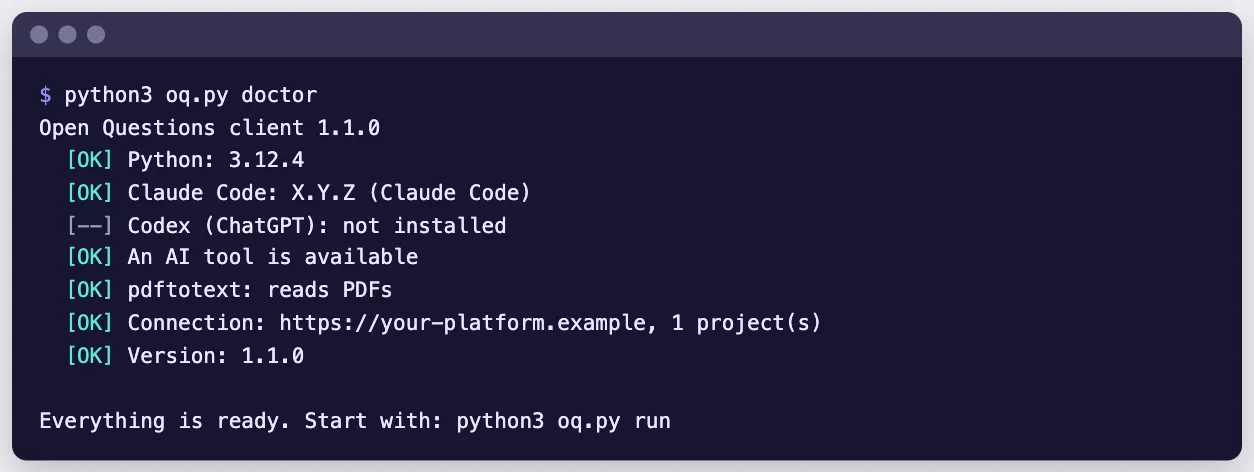 $ python3 oq.py doctor
Open Questions client 1.1.0
[OK] Python: 3.12.4
[OK] Claude Code: X.Y.Z (Claude Code)
[--] Codex (ChatGPT): not installed
[OK] An AI tool is available
[OK] pdftotext: reads PDFs
[OK] Connection: https://your-platform.example, 1 project(s)
[OK] Version: 1.1.0
Everything is ready. Start with: python3 oq.py run